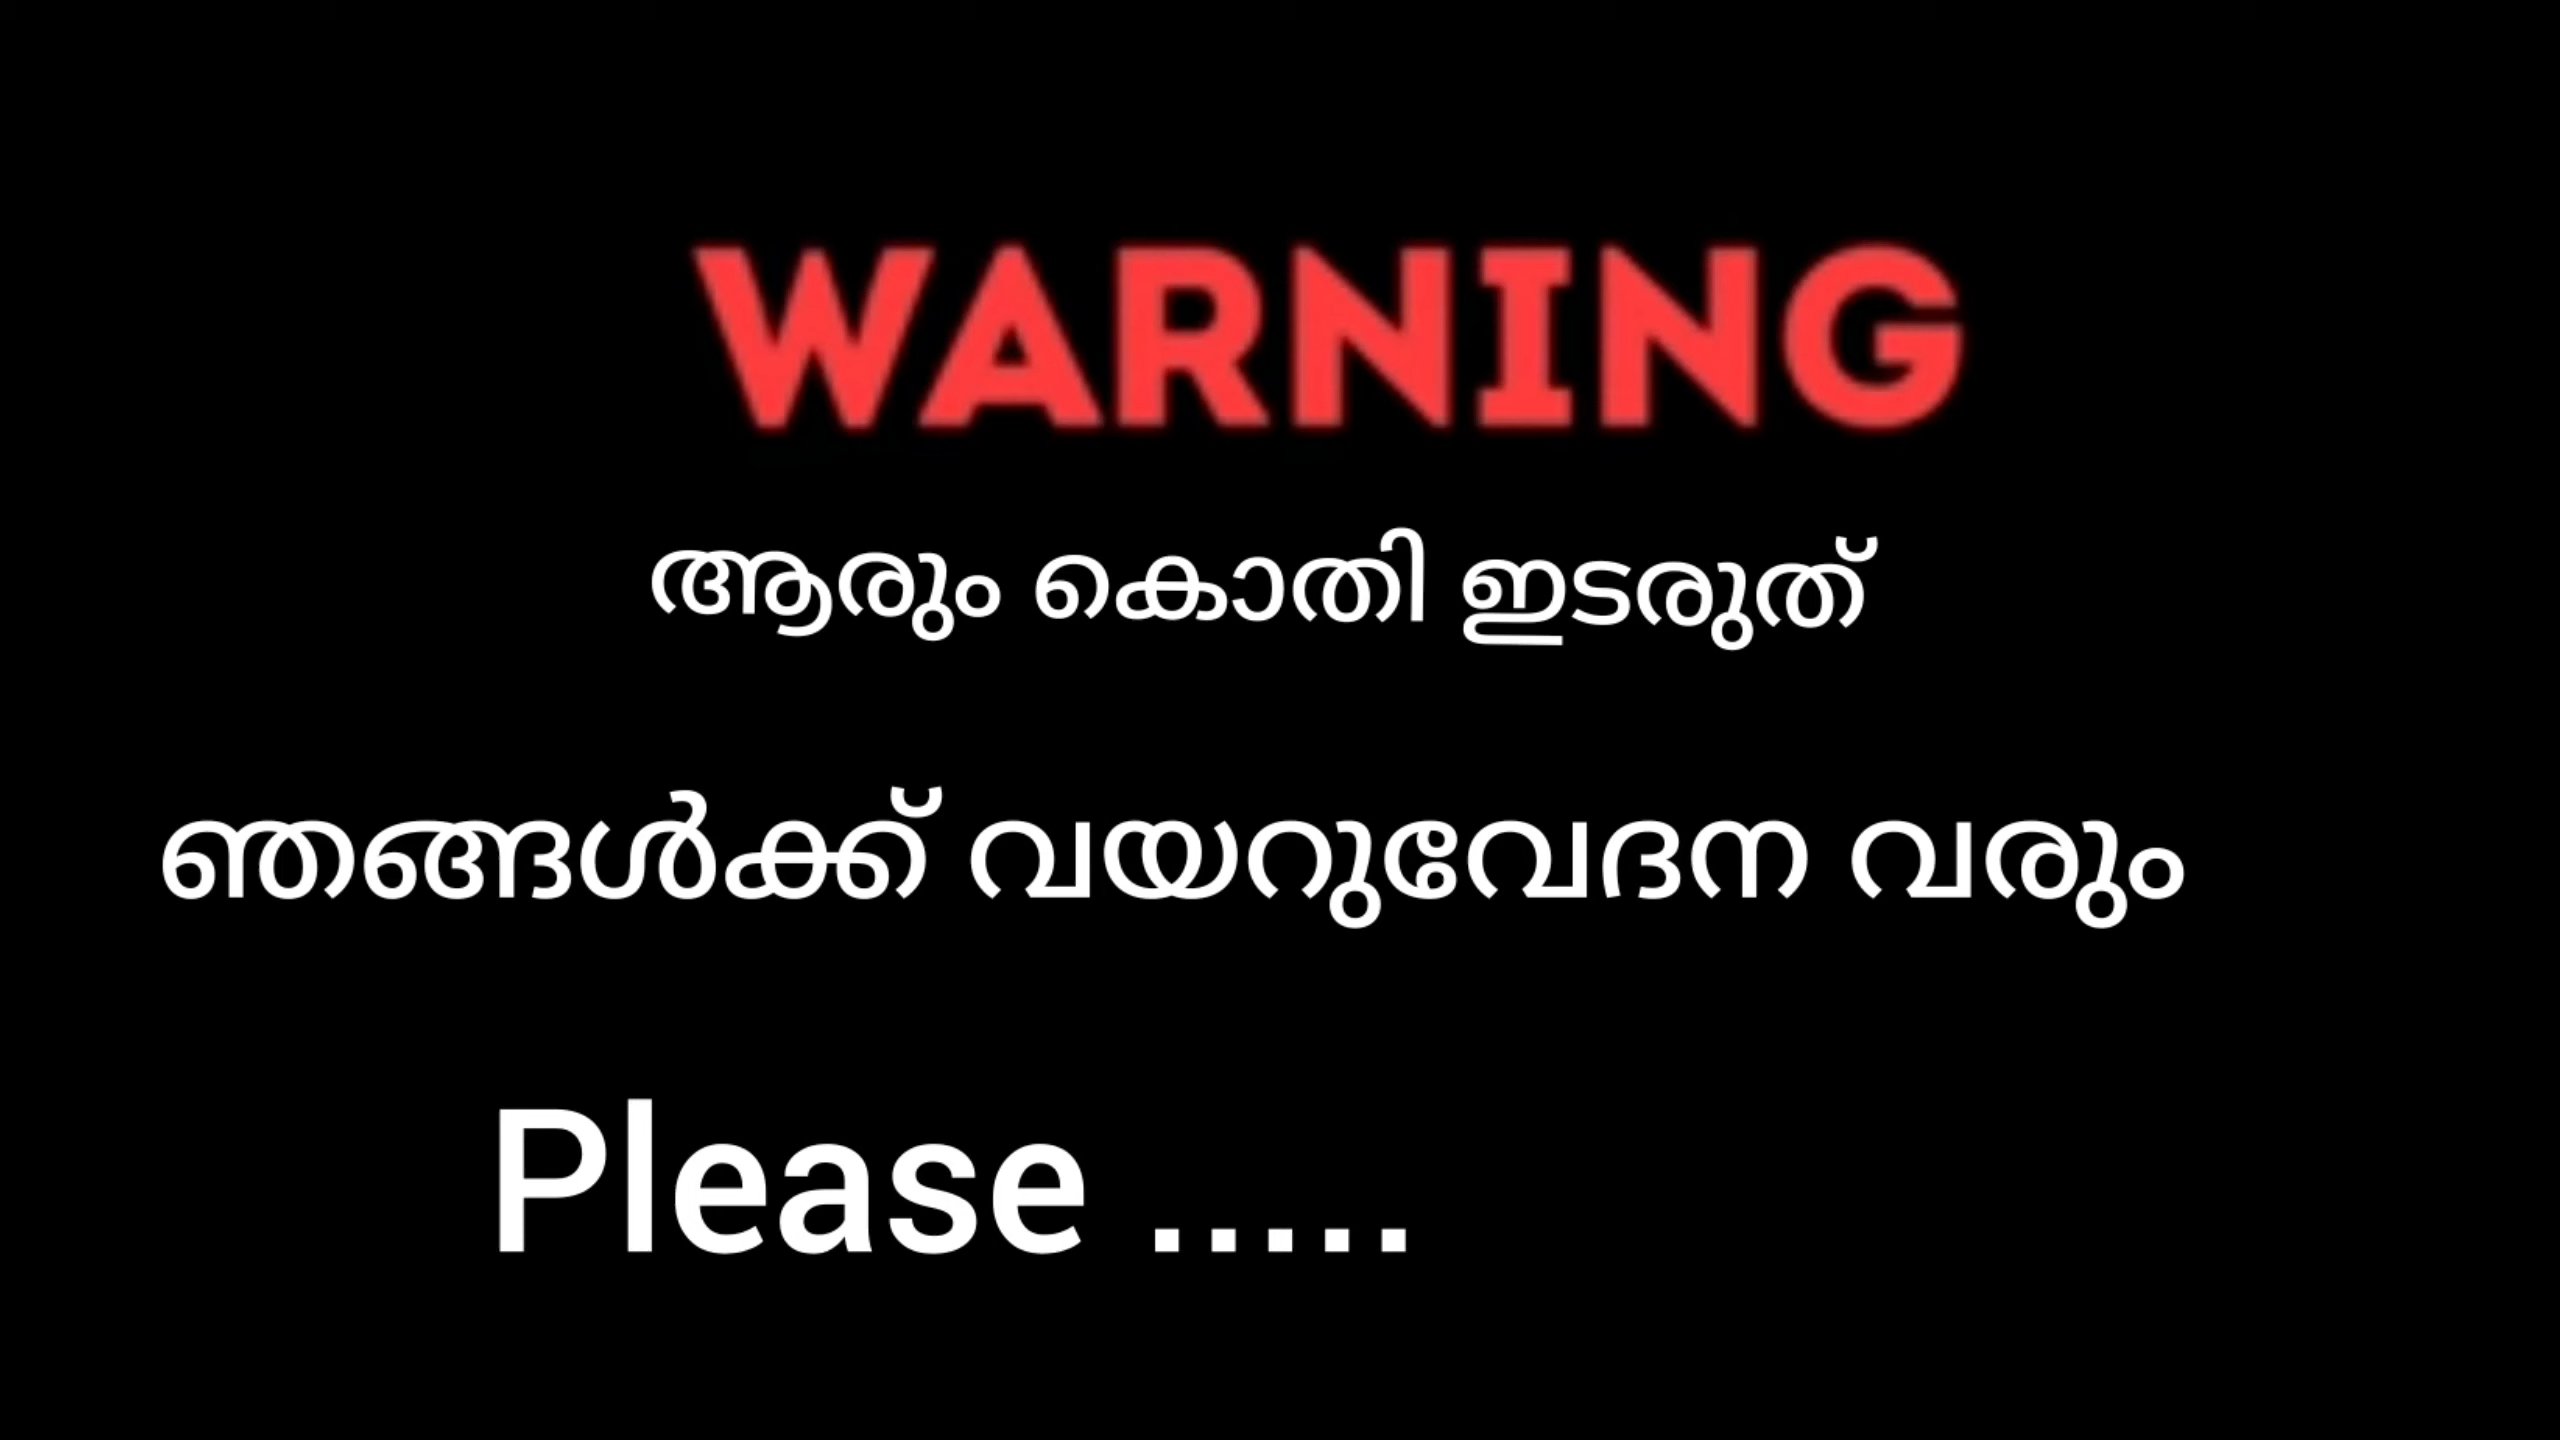 WARNING
ആരും കൊതി ഇടരുത്
ഞങ്ങൾക്ക് വയറുവേദന വരും
Please .....